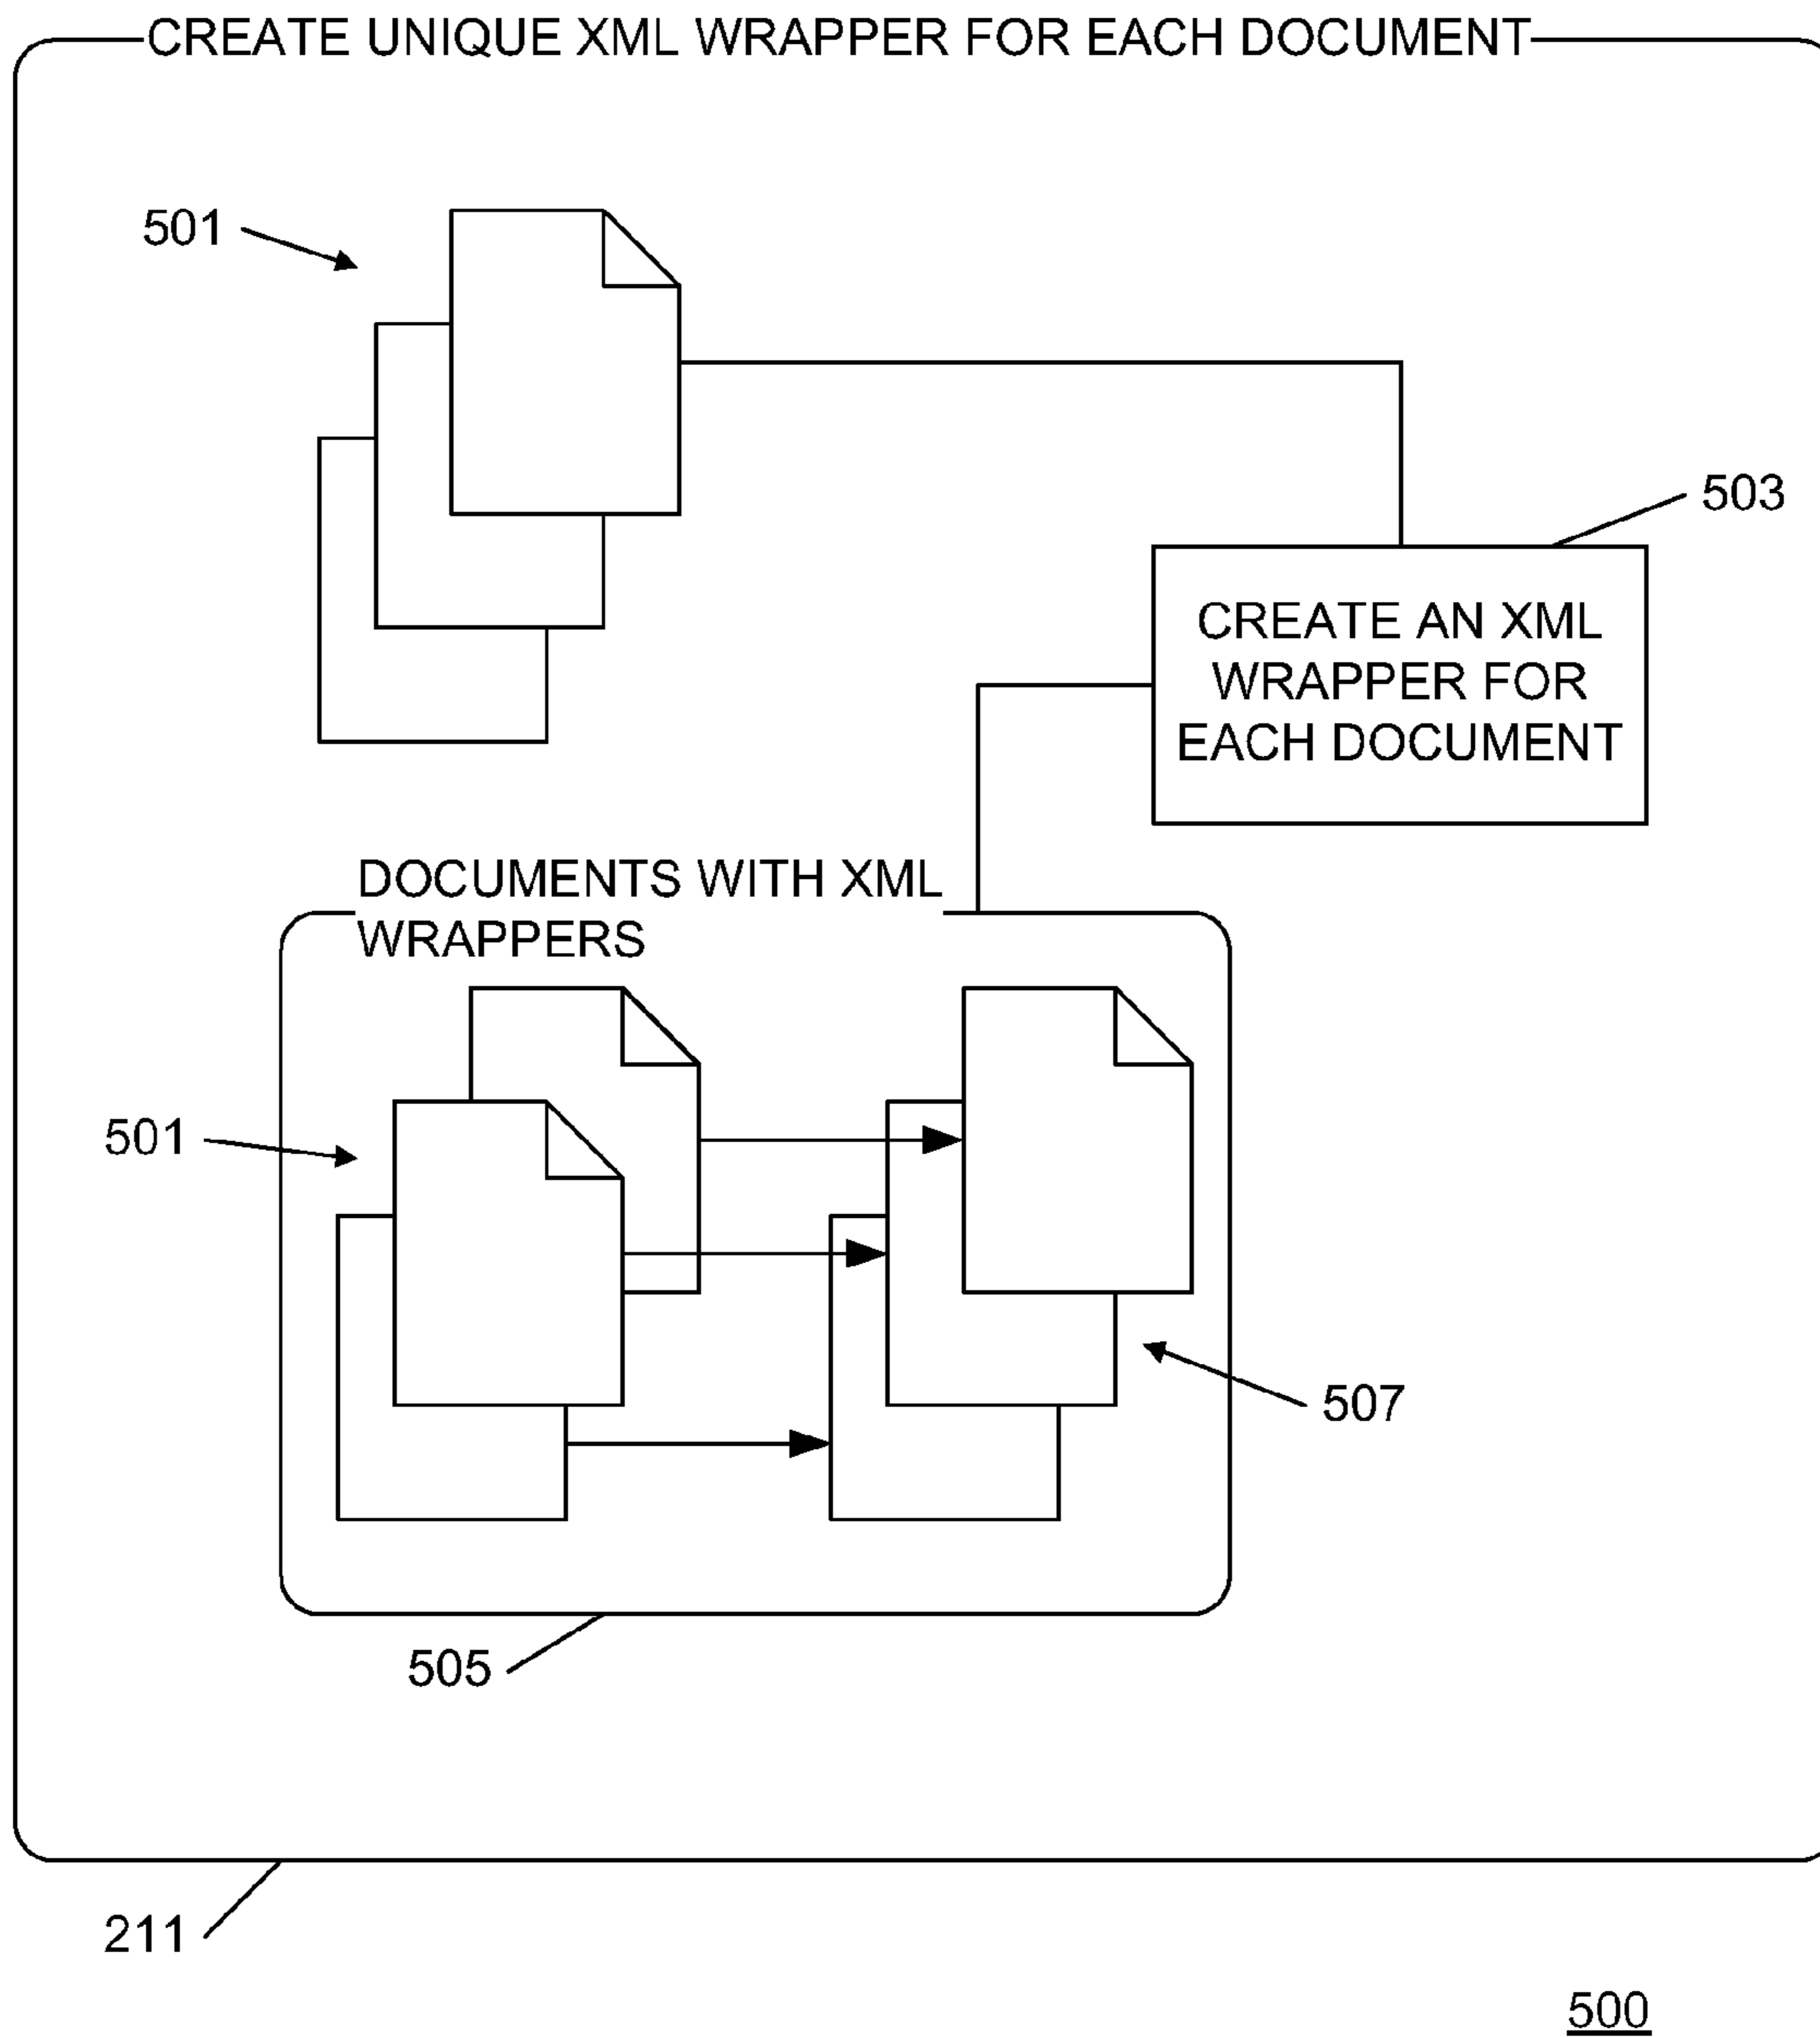 CREATE UNIQUE XML WRAPPER FOR EACH DOCUMENT
501
503
CREATE AN XML
WRAPPER FOR
EACH DOCUMENT
DOCUMENTS WITH XML
WRAPPERS
501
507
505
211
500